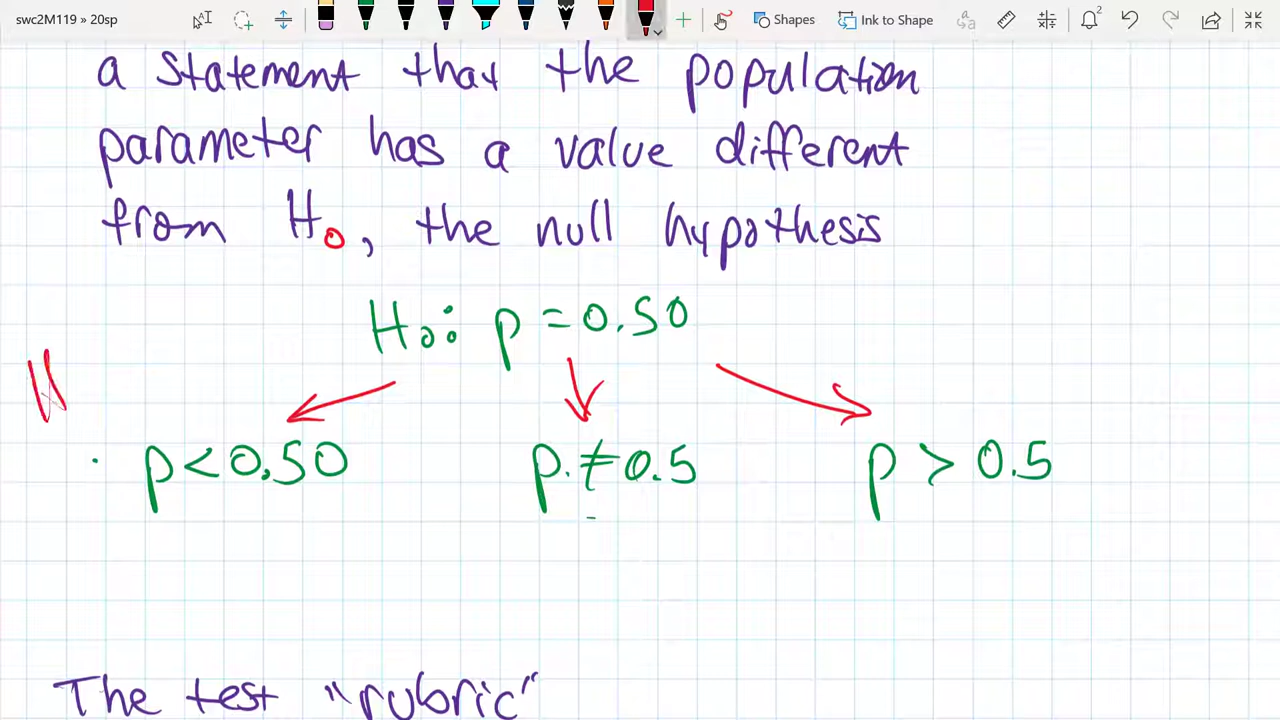 swc2M119 » 20sp
Shapes
Ink to Shape
2
a statement that the population
parameter has a value different
from H₀, the null hypothesis
H₀: p = 0.50
p < 0.50 p ≠ 0.5 p > 0.5
The test "rubric"